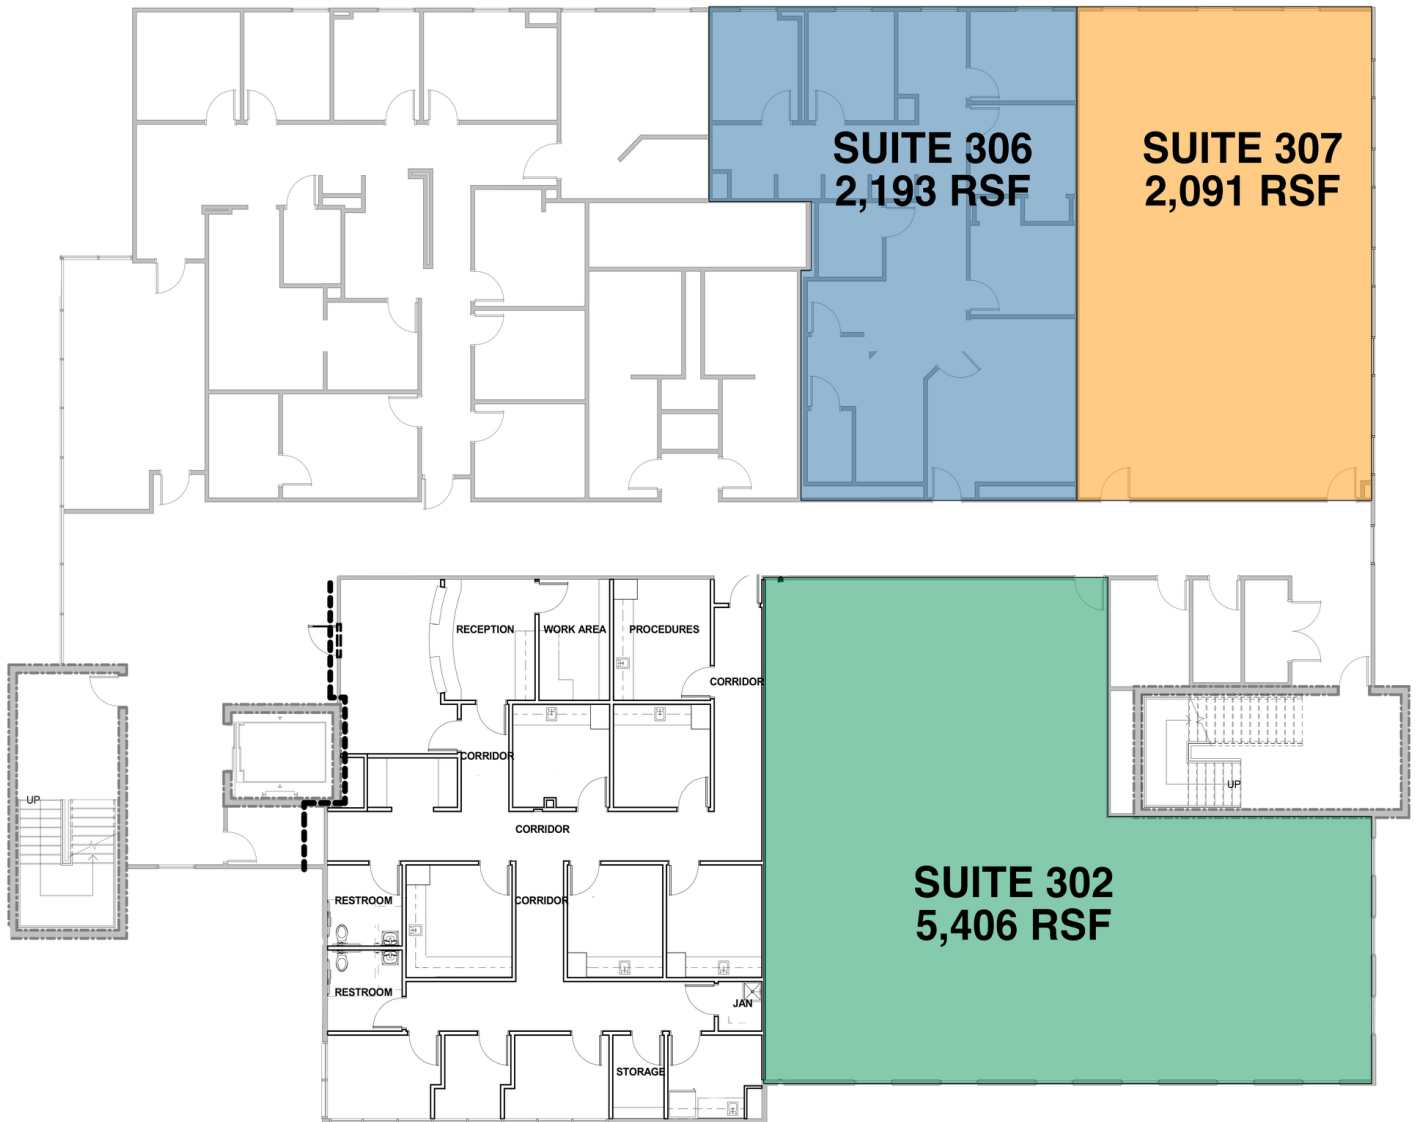 SUITE 306
2,193 RSF
SUITE 307
2,091 RSF
RECEPTION
WORK AREA
PROCEDURES
CORRIDOR
CORRIDOR
UP
UP
CORRIDOR
SUITE 302
5,406 RSF
RESTROOM
CORRIDOR
RESTROOM
JAN
STORAGE